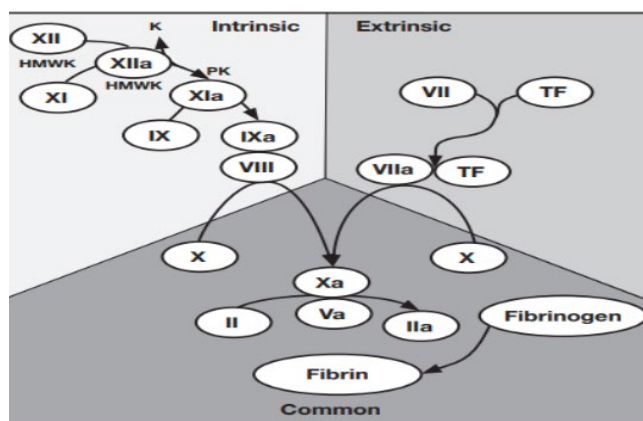 Intrinsic
Extrinsic
XII
K
HMWK
XIIa
PK
HMWK
XI
XIa
IX
IXa
VIII
VII
TF
VIIa
TF
X
X
Xa
II
Va
IIa
Fibrinogen
Fibrin
Common